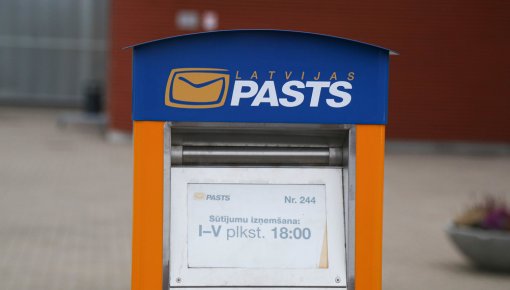 LATVIJAS
PASTS
PASTS Nr. 244
Sūtījumu izņemšana:
I–V plkst. 18:00